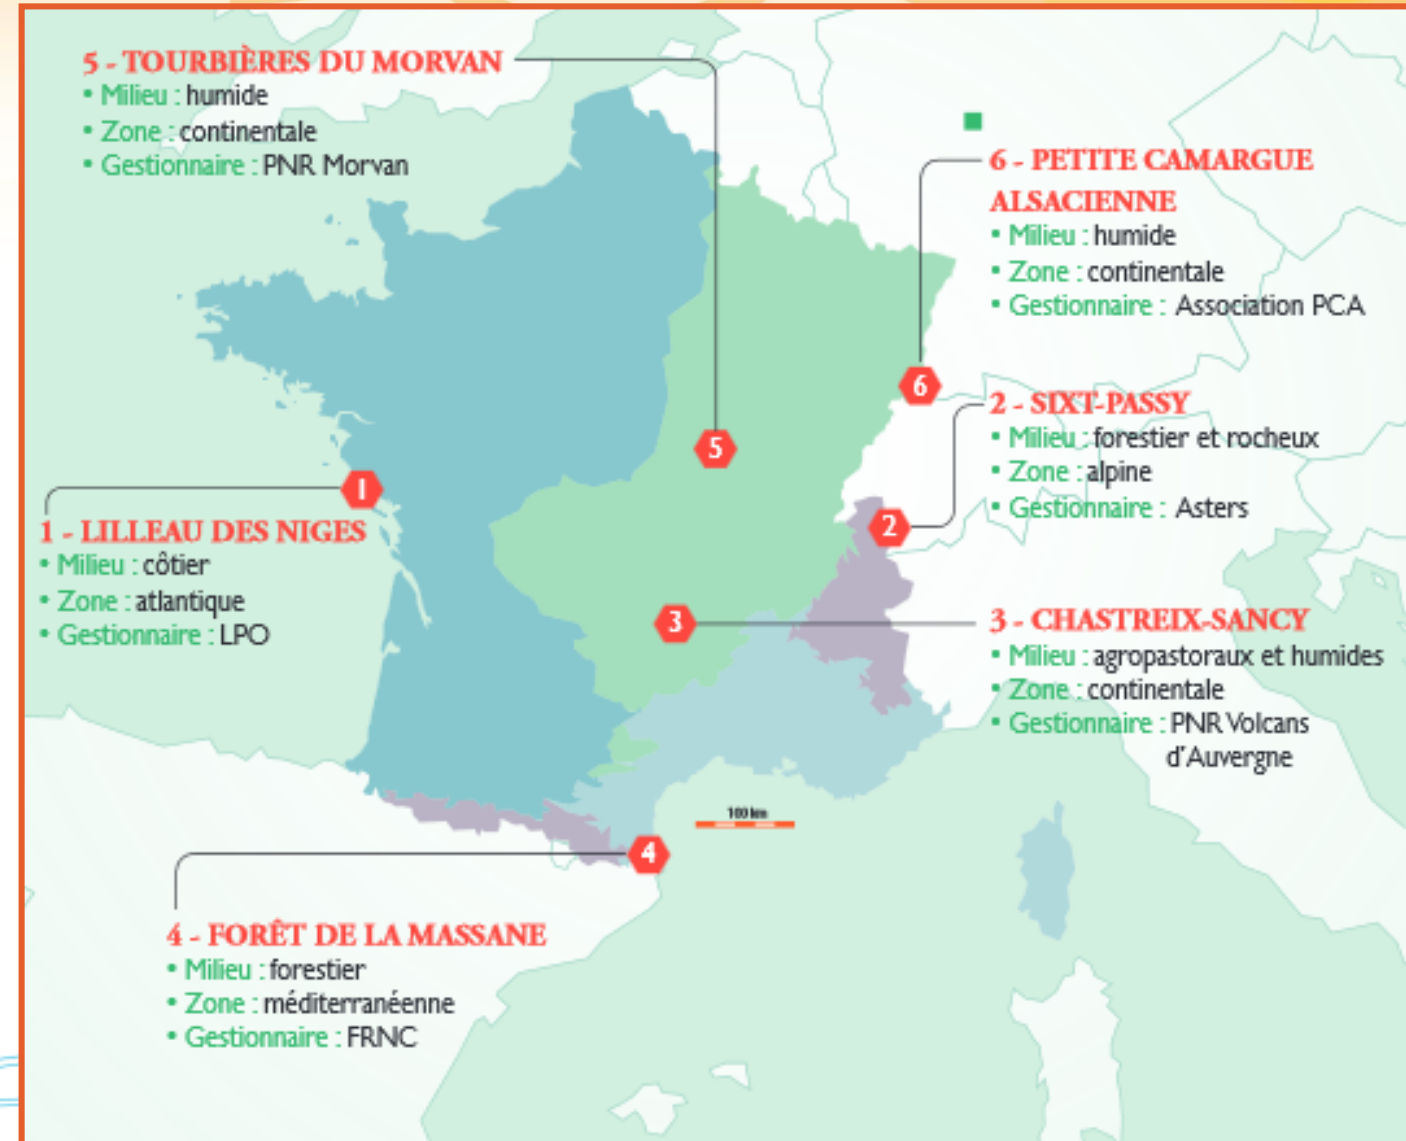 5 - TOURBIÈRES DU MORVAN
• Milieu : humide
• Zone : continentale
• Gestionnaire : PNR Morvan
6 - PETITE CAMARGUE
ALSACIENNE
• Milieu : humide
• Zone : continentale
• Gestionnaire : Association PCA
6
2 - SIXT-PASSY
• Milieu : forestier et rocheux
• Zone : alpine
• Gestionnaire : Asters
5
1
2
1 - LILLEAU DES NIGES
• Milieu : côtier
• Zone : atlantique
• Gestionnaire : LPO
3
3 - CHASTREIX-SANCY
• Milieu : agropastoraux et humides
• Zone : continentale
• Gestionnaire : PNR Volcans
d'Auvergne
100 km
4
4 - FORÊT DE LA MASSANE
• Milieu : forestier
• Zone : méditerranéenne
• Gestionnaire : FRNC